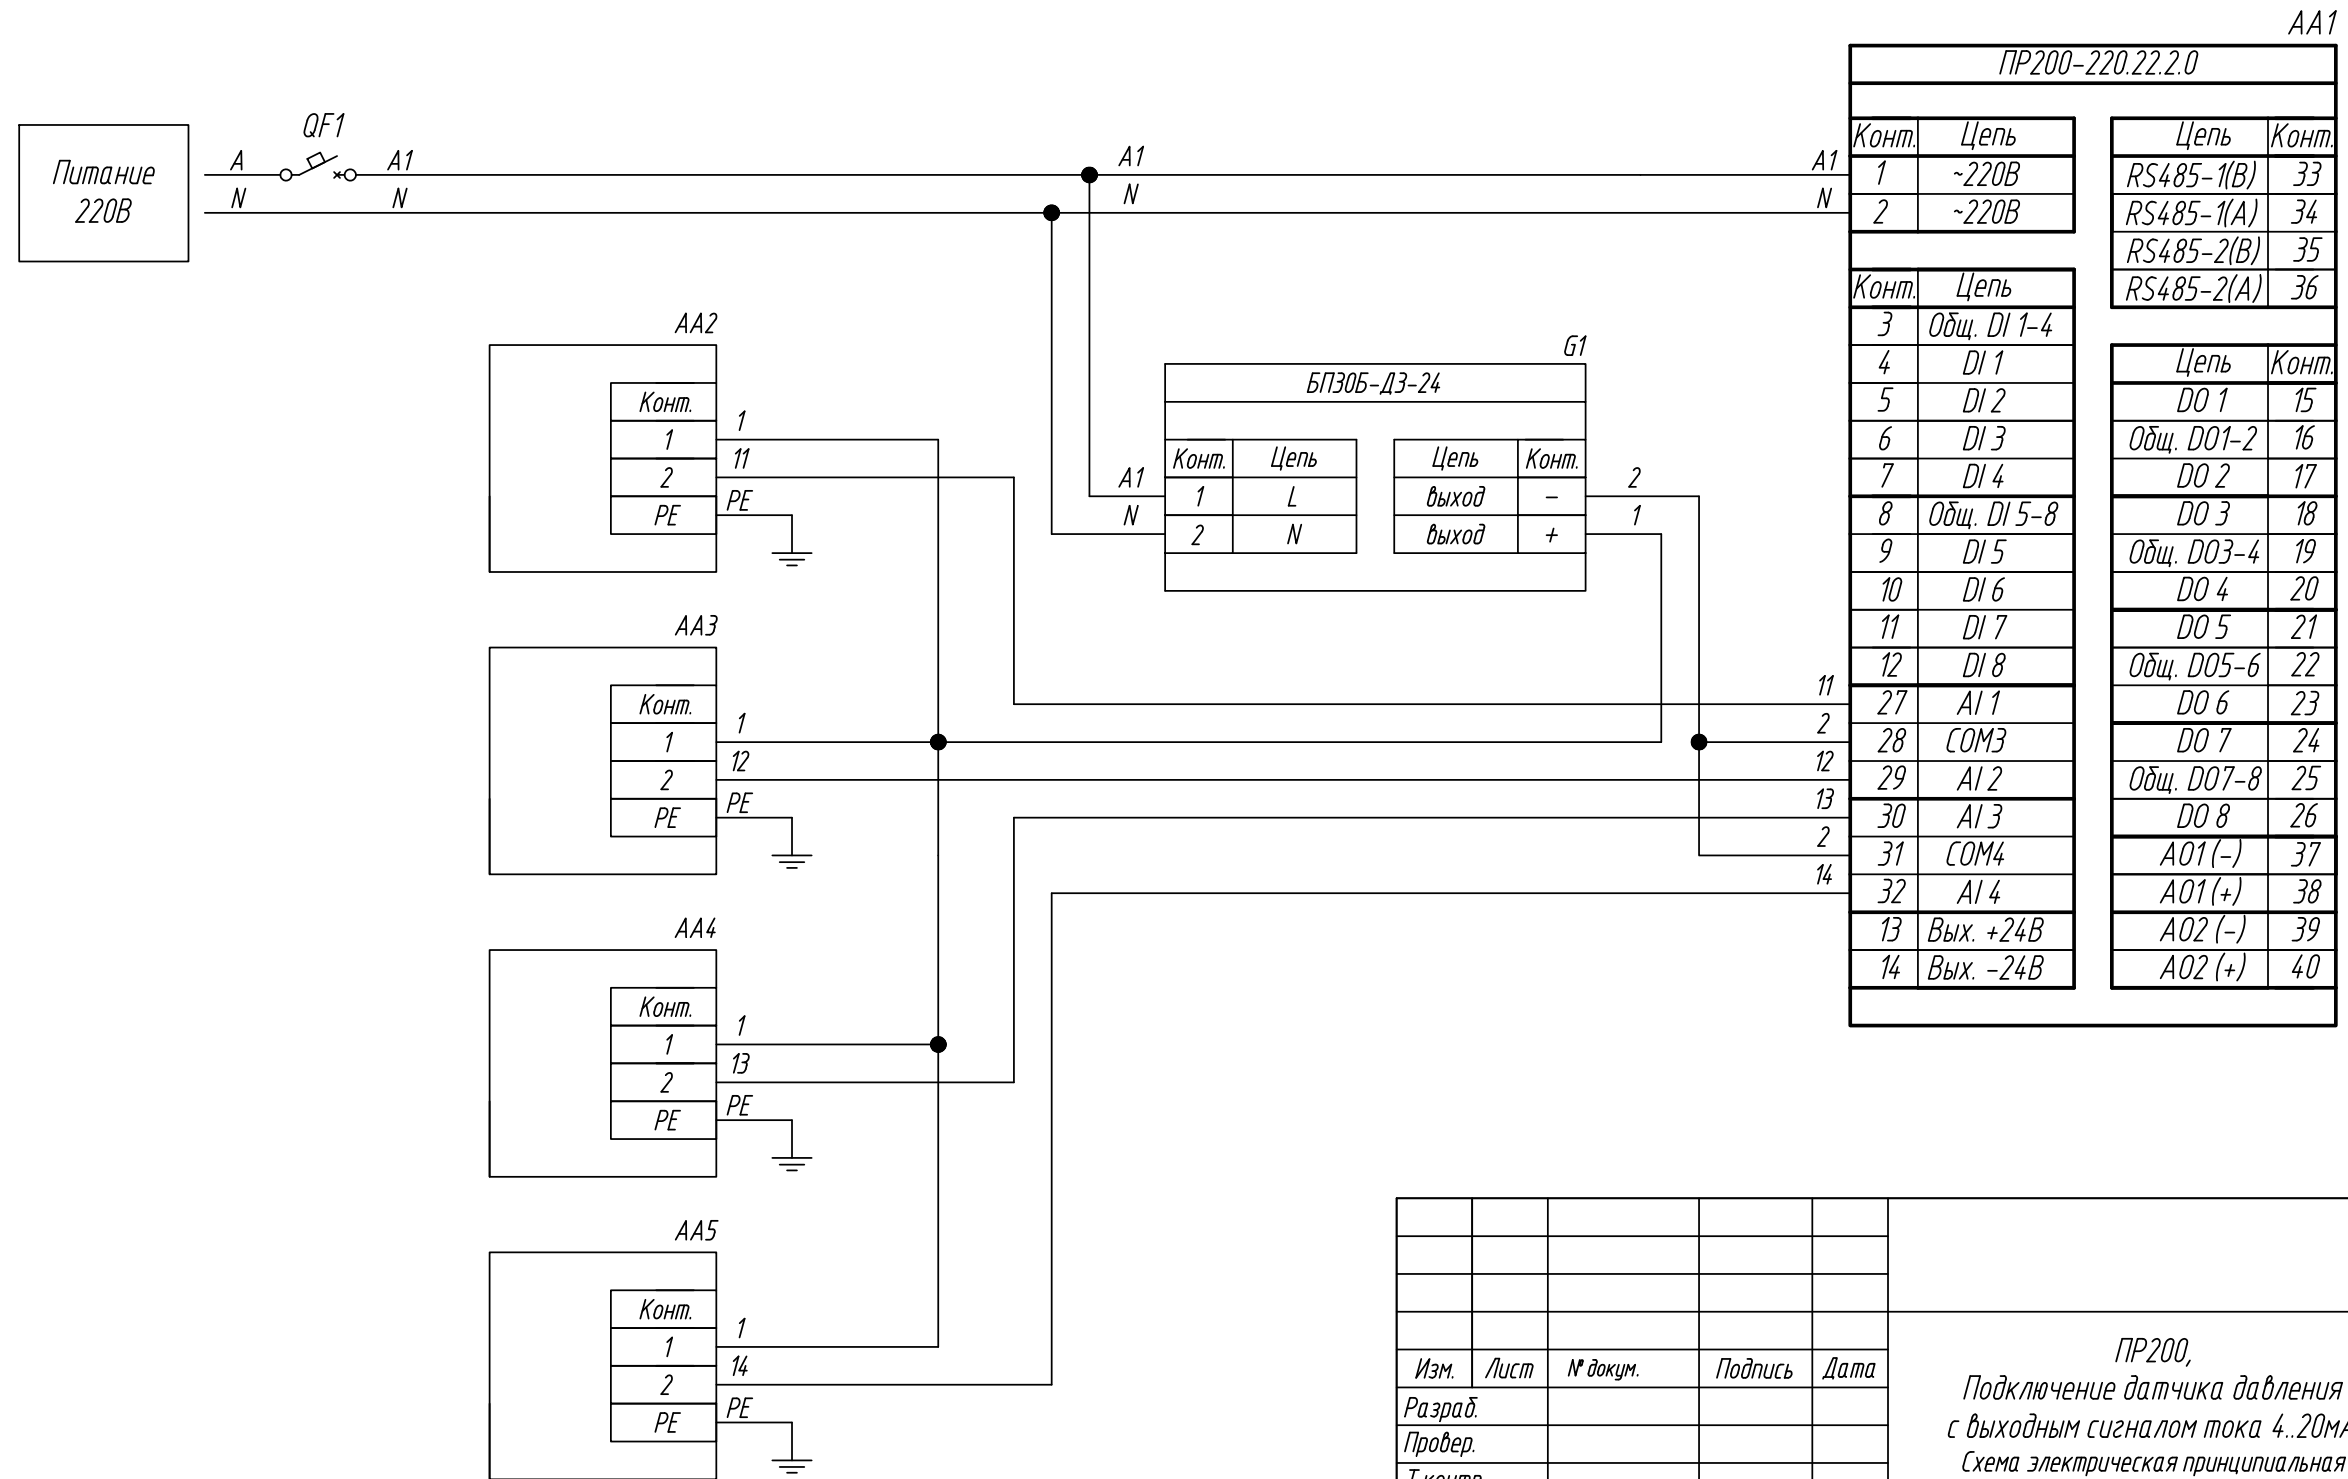 AA1
ПР200-220.22.2.0
Конт. Цепь
1 ~220В
2 ~220В
Цепь Конт.
RS485-1(B) 33
RS485-1(A) 34
RS485-2(B) 35
RS485-2(A) 36
Конт. Цепь
3 Общ. DI 1-4
4 DI 1
5 DI 2
6 DI 3
7 DI 4
8 Общ. DI 5-8
9 DI 5
10 DI 6
11 DI 7
12 DI 8
27 AI 1
28 COM3
29 AI 2
30 AI 3
31 COM4
32 AI 4
13 Вых. +24В
14 Вых. -24В
Цепь Конт.
DO 1 15
Общ. DO1-2 16
DO 2 17
DO 3 18
Общ. DO3-4 19
DO 4 20
DO 5 21
Общ. DO5-6 22
DO 6 23
DO 7 24
Общ. DO7-8 25
DO 8 26
AO1 (-) 37
AO1 (+) 38
AO2 (-) 39
AO2 (+) 40
Питание
220В
QF1
A A1 A1 A1
N N N N
AA2
Конт.
1 1
2 11
PE PE
G1
БП30Б-Д3-24
Конт. Цепь
1 L
2 N
Цепь Конт.
выход -
выход +
A1
N
2
1
AA3
Конт.
1 1
2 12
PE PE
11
2
12
13
2
14
AA4
Конт.
1 1
2 13
PE PE
AA5
Конт.
1 1
2 14
PE PE
Изм. Лист № докум. Подпись Дата
Разраб.
Провер.
Т.контр.
ПР200,
Подключение датчика давления
с выходным сигналом тока 4..20мА
Схема электрическая принципиальная